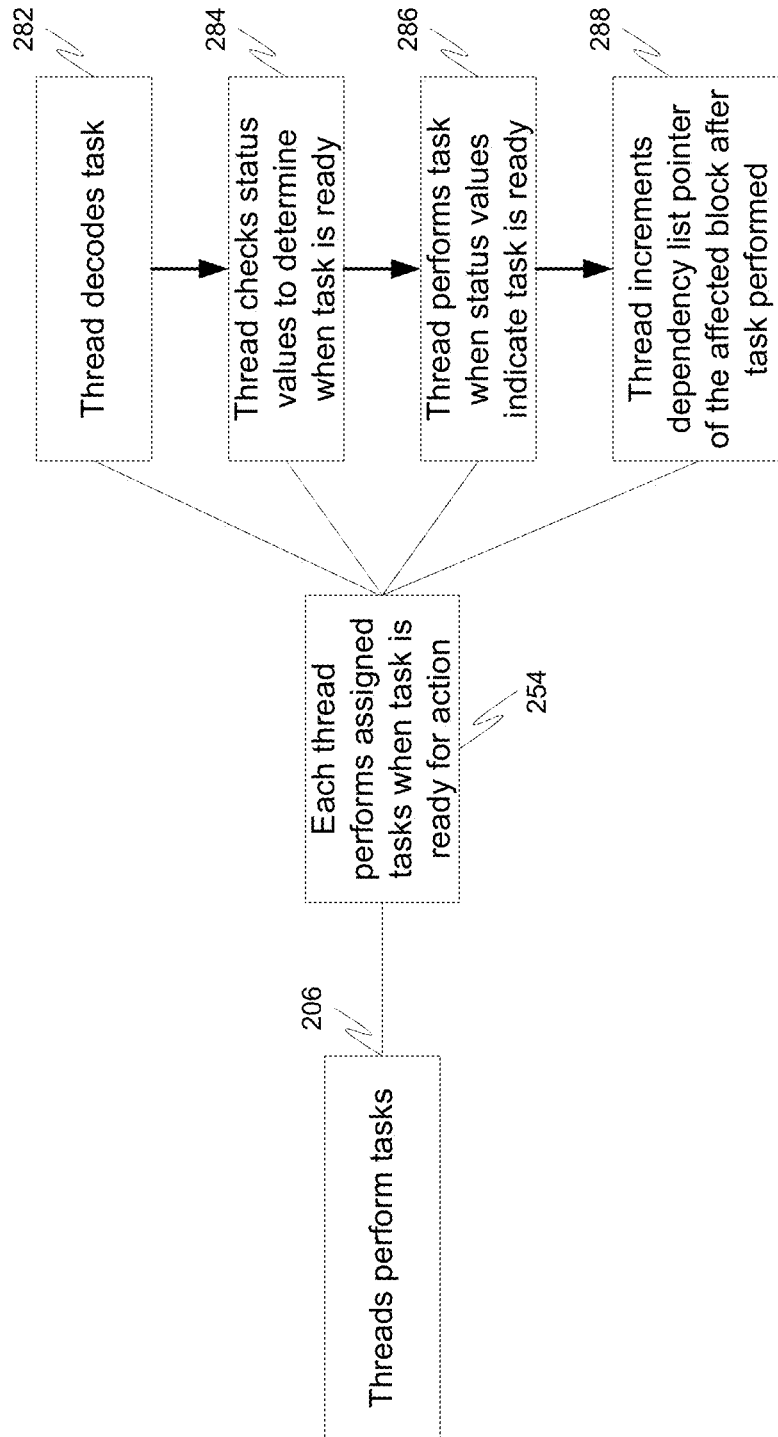 Threads perform tasks
206
Each thread
performs assigned
tasks when task is
ready for action
254
Thread decodes task
282
Thread checks status
values to determine
when task is ready
284
Thread performs task
when status values
indicate task is ready
286
Thread increments
dependency list pointer
of the affected block after
task performed
288